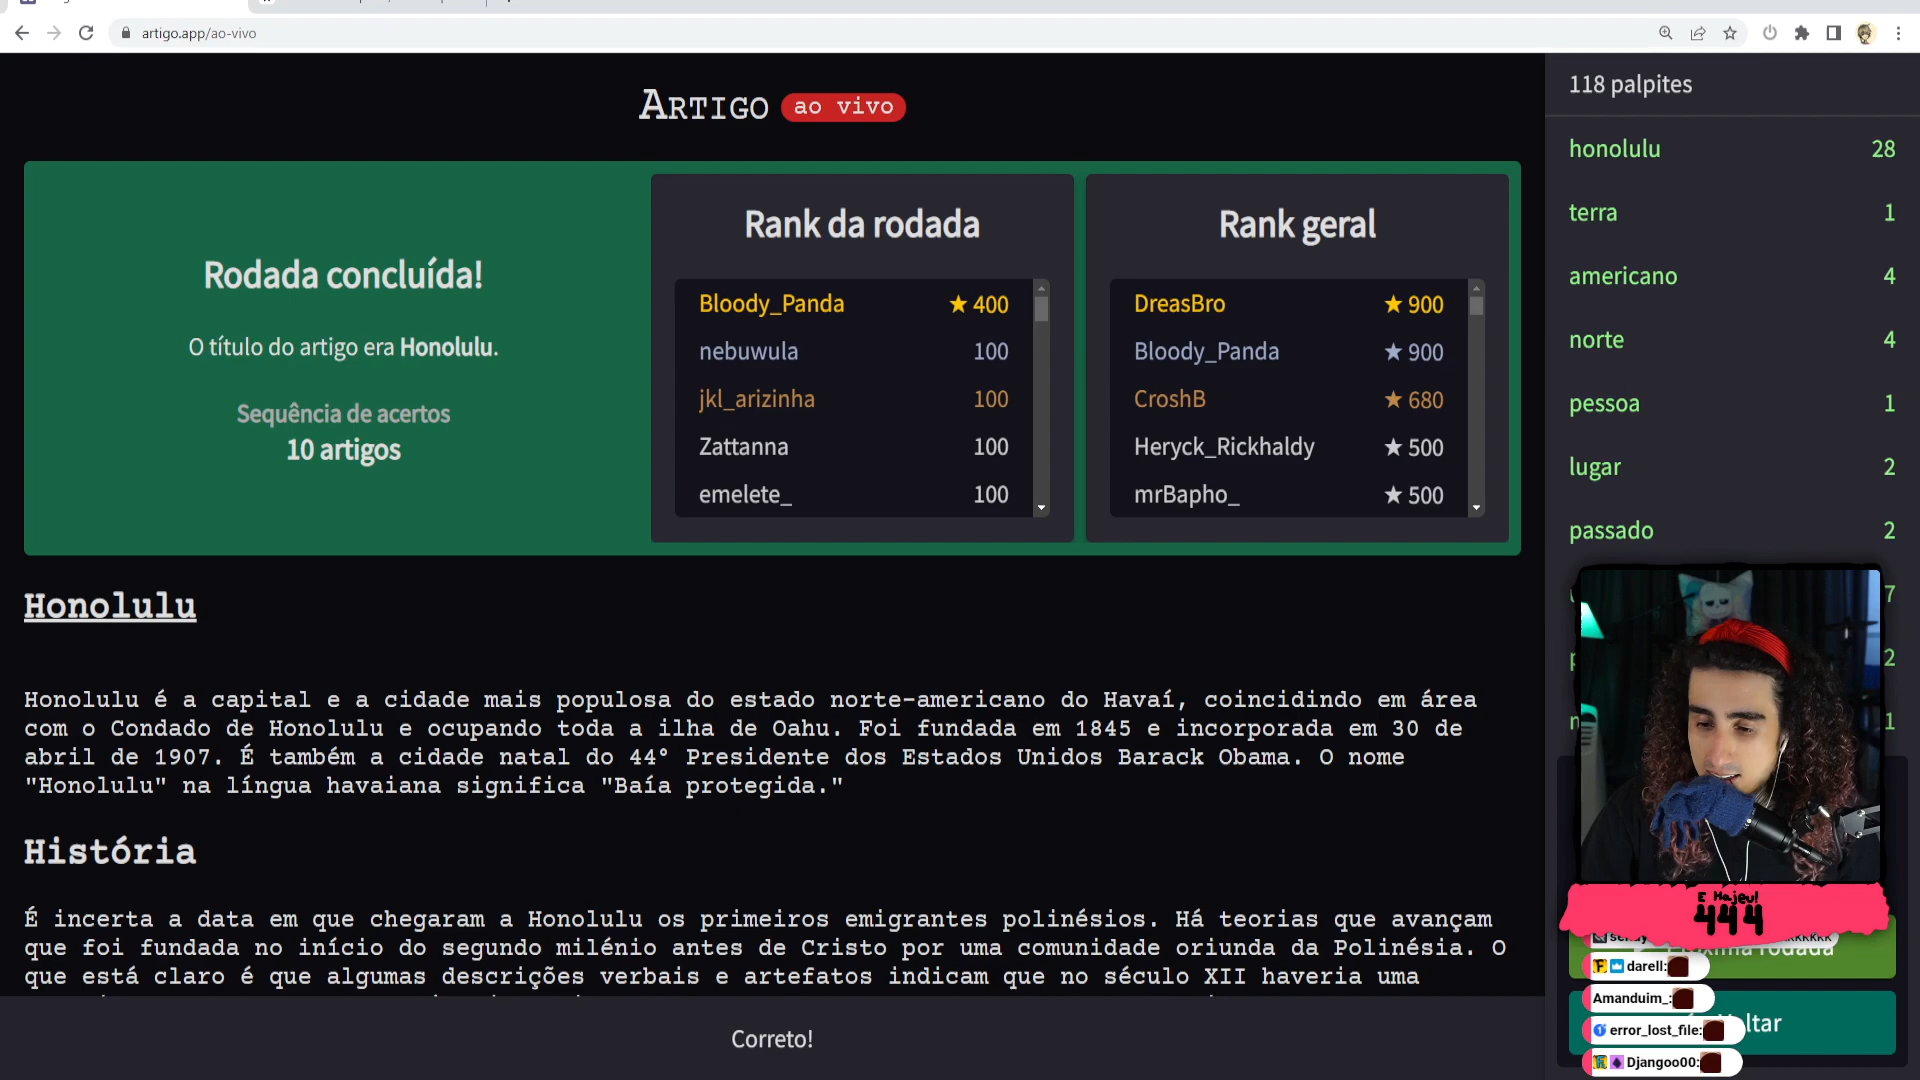 artigo.app/ao-vivo
ARTIGO ao vivo
Rodada concluída!
O título do artigo era Honolulu.
Sequência de acertos
10 artigos
Rank da rodada
Bloody_Panda ★ 400
nebuwula 100
jkl_arizinha 100
Zattanna 100
emelete_ 100
Rank geral
DreasBro ★ 900
Bloody_Panda ★ 900
CroshB ★ 680
Heryck_Rickhaldy ★ 500
mrBapho_ ★ 500
Honolulu
Honolulu é a capital e a cidade mais populosa do estado norte-americano do Havaí, coincidindo em área
com o Condado de Honolulu e ocupando toda a ilha de Oahu. Foi fundada em 1845 e incorporada em 30 de
abril de 1907. É também a cidade natal do 44° Presidente dos Estados Unidos Barack Obama. O nome
"Honolulu" na língua havaiana significa "Baía protegida."
História
É incerta a data em que chegaram a Honolulu os primeiros emigrantes polinésios. Há teorias que avançam
que foi fundada no início do segundo milénio antes de Cristo por uma comunidade oriunda da Polinésia. O
que está claro é que algumas descrições verbais e artefatos indicam que no século XII haveria uma
Correto!
118 palpites
honolulu 28
terra 1
americano 4
norte 4
pessoa 1
lugar 2
passado 2
7
2
1
E Hajeu!
444
rodada
darell:
Amanduim_:
error_lost_file:
Djangoo00: